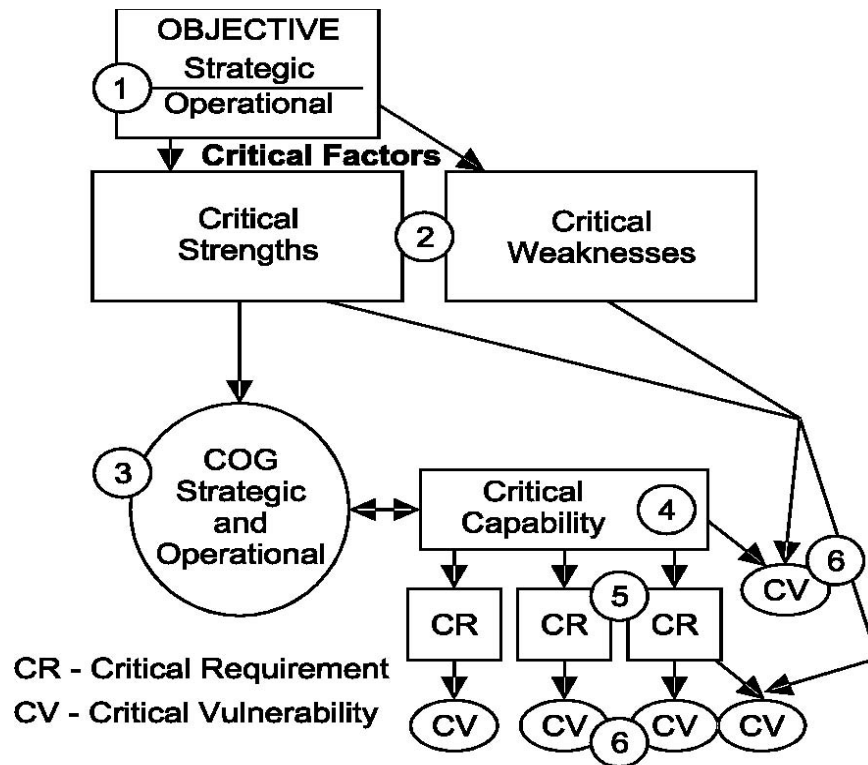 OBJECTIVE
Strategic
1
Operational
Critical Factors
Critical
Strengths
2
Critical
Weaknesses
3
COG
Strategic
and
Operational
Critical
Capability
4
6
CV
5
CR
CR
CR
CR - Critical Requirement
CV - Critical Vulnerability
CV
CV
6
CV
CV